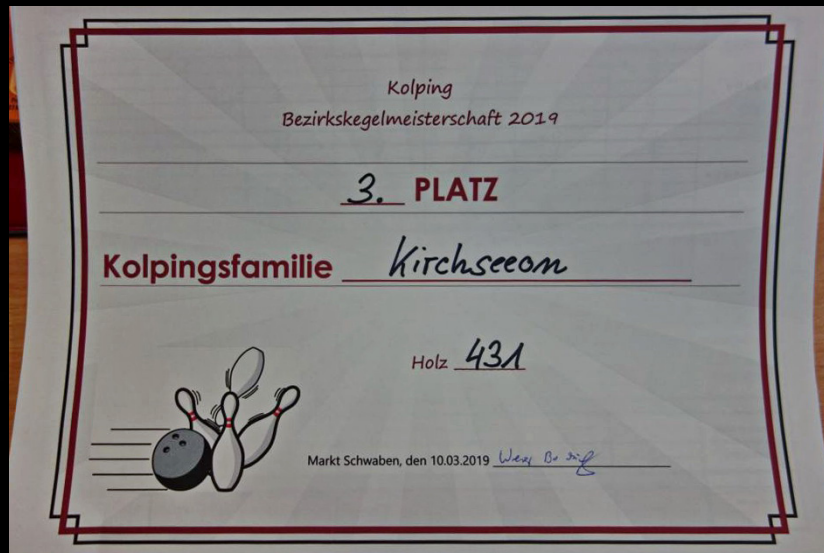 Kolping
Bezirkskegelmeisterschaft 2019
3. PLATZ
Kolpingsfamilie Kirchseeon
Holz 431
Markt Schwaben, den 10.03.2019